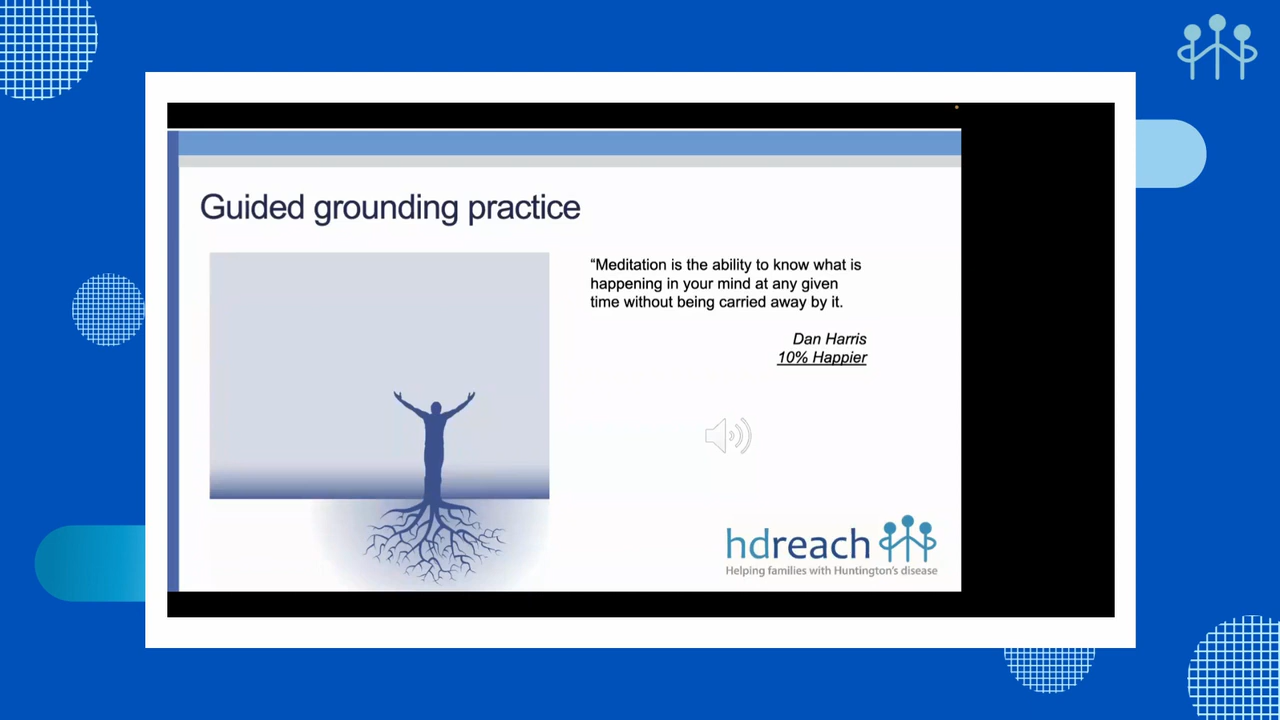 Guided grounding practice
“Meditation is the ability to know what is
happening in your mind at any given
time without being carried away by it.
Dan Harris
10% Happier
hdreach
Helping families with Huntington's disease